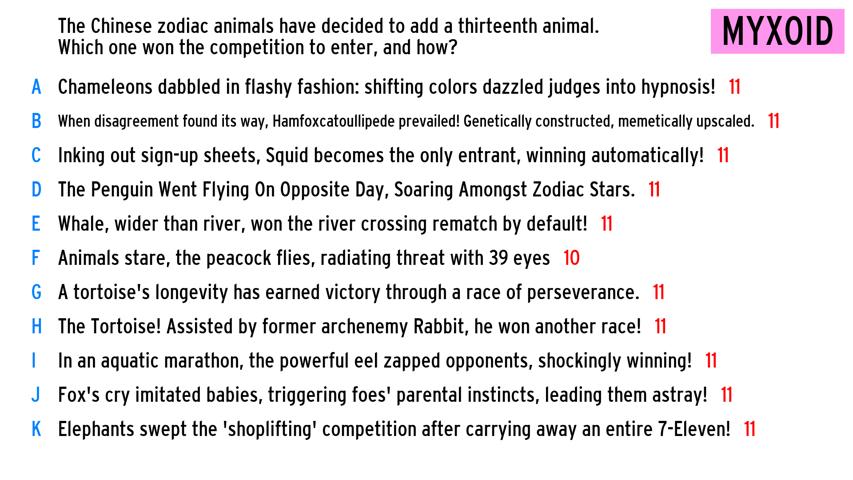 The Chinese zodiac animals have decided to add a thirteenth animal.
Which one won the competition to enter, and how?
MYXOID
A Chameleons dabbled in flashy fashion: shifting colors dazzled judges into hypnosis! 11
B When disagreement found its way, Hamfoxcatoullipede prevailed! Genetically constructed, memetically upscaled. 11
C Inking out sign-up sheets, Squid becomes the only entrant, winning automatically! 11
D The Penguin Went Flying On Opposite Day, Soaring Amongst Zodiac Stars. 11
E Whale, wider than river, won the river crossing rematch by default! 11
F Animals stare, the peacock flies, radiating threat with 39 eyes 10
G A tortoise's longevity has earned victory through a race of perseverance. 11
H The Tortoise! Assisted by former archenemy Rabbit, he won another race! 11
I In an aquatic marathon, the powerful eel zapped opponents, shockingly winning! 11
J Fox's cry imitated babies, triggering foes' parental instincts, leading them astray! 11
K Elephants swept the 'shoplifting' competition after carrying away an entire 7-Eleven! 11